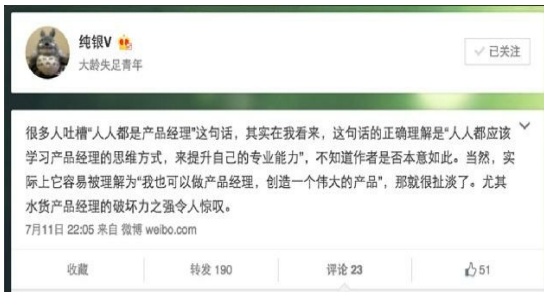 纯银V
大龄失足青年
已关注
很多人吐槽“人人都是产品经理”这句话，其实在我看来，这句话的正确理解是“人人都应该
学习产品经理的思维方式，来提升自己的专业能力”，不知道作者是否本意如此。当然，实
际上它容易被理解为“我也可以做产品经理，创造一个伟大的产品”，那就很扯淡了。尤其
水货产品经理的破坏力之强令人惊叹。
7月11日 22:05 来自 微博 weibo.com
收藏
转发 190
评论 23
51